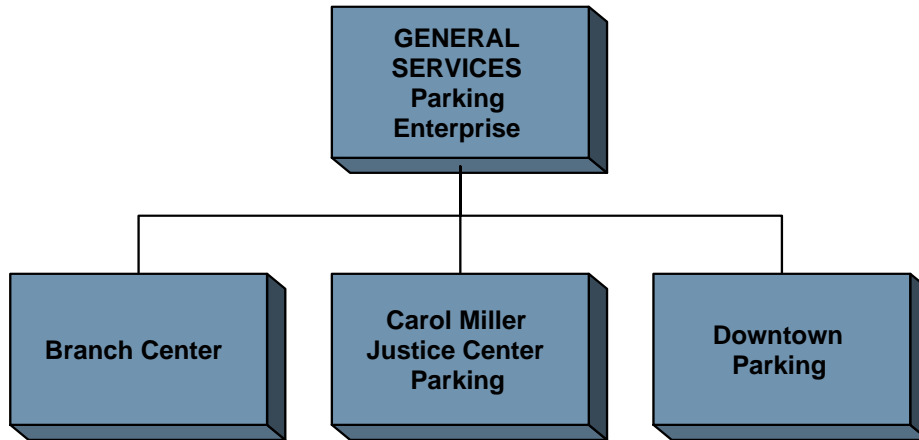 GENERAL
SERVICES
Parking
Enterprise
Branch Center
Carol Miller
Justice Center
Parking
Downtown
Parking